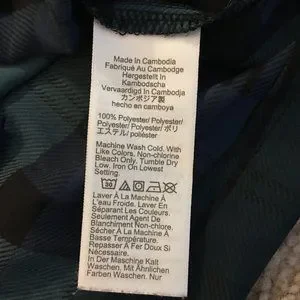 Made In Cambodia
Fabriqué Au Cambodge
Hergestellt In
Kambodscha
Vervaardigd In Cambodja
カンボジア製
hecho en camboya
100% Polyester/ Polyester/
Polyester/ Polyester/ ポリ
エステル/ poliéster
Machine Wash Cold. With
Like Colors. Non-chlorine
Bleach Only. Tumble Dry
Low. Iron On Lowest
Setting.
30
Laver À La Machine À
L'eau Froide. Laver En
Séparant Les Couleurs.
Seulement Agent De
Blanchiment Non Chloré.
Sécher À La Machine À
Basse Température.
Repasser À Fer Doux Si
Nécessaire.
In Der Maschine Kalt
Waschen. Mit Ähnlichen
Farben Waschen. Nur